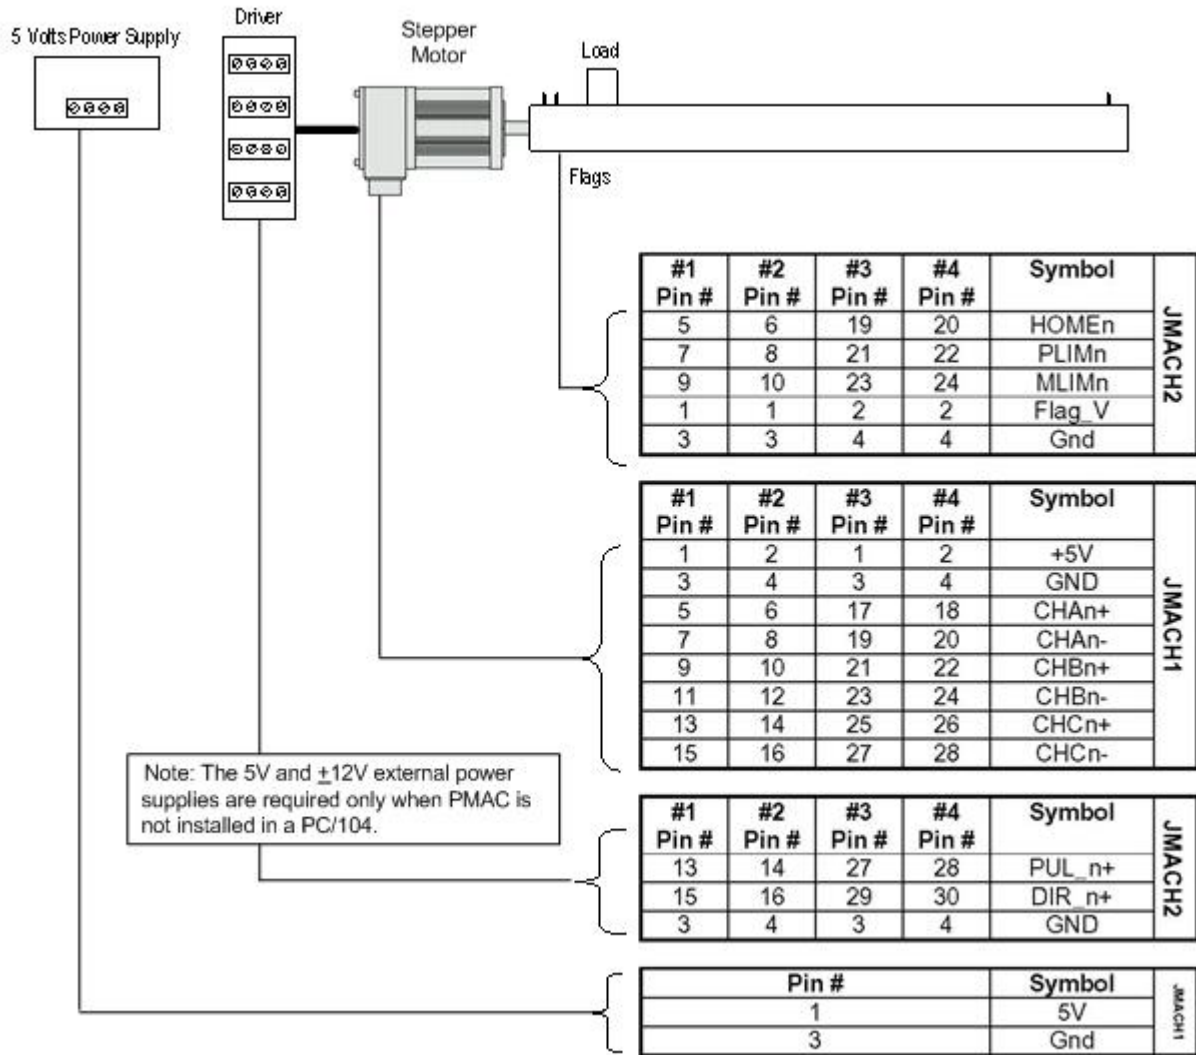 5 Volts Power Supply
Driver
Stepper
Motor
Load
Flags
#1 Pin # #2 Pin # #3 Pin # #4 Pin # Symbol
5 6 19 20 HOMEn
7 8 21 22 PLIMn
9 10 23 24 MLIMn
1 1 2 2 Flag_V
3 3 4 4 Gnd
JMACH2
#1 Pin # #2 Pin # #3 Pin # #4 Pin # Symbol
1 2 1 2 +5V
3 4 3 4 GND
5 6 17 18 CHAn+
7 8 19 20 CHAn-
9 10 21 22 CHBn+
11 12 23 24 CHBn-
13 14 25 26 CHCn+
15 16 27 28 CHCn-
JMACH1
Note: The 5V and ±12V external power
supplies are required only when PMAC is
not installed in a PC/104.
#1 Pin # #2 Pin # #3 Pin # #4 Pin # Symbol
13 14 27 28 PUL_n+
15 16 29 30 DIR_n+
3 4 3 4 GND
JMACH2
Pin # Symbol
1 5V
3 Gnd
JMACH1